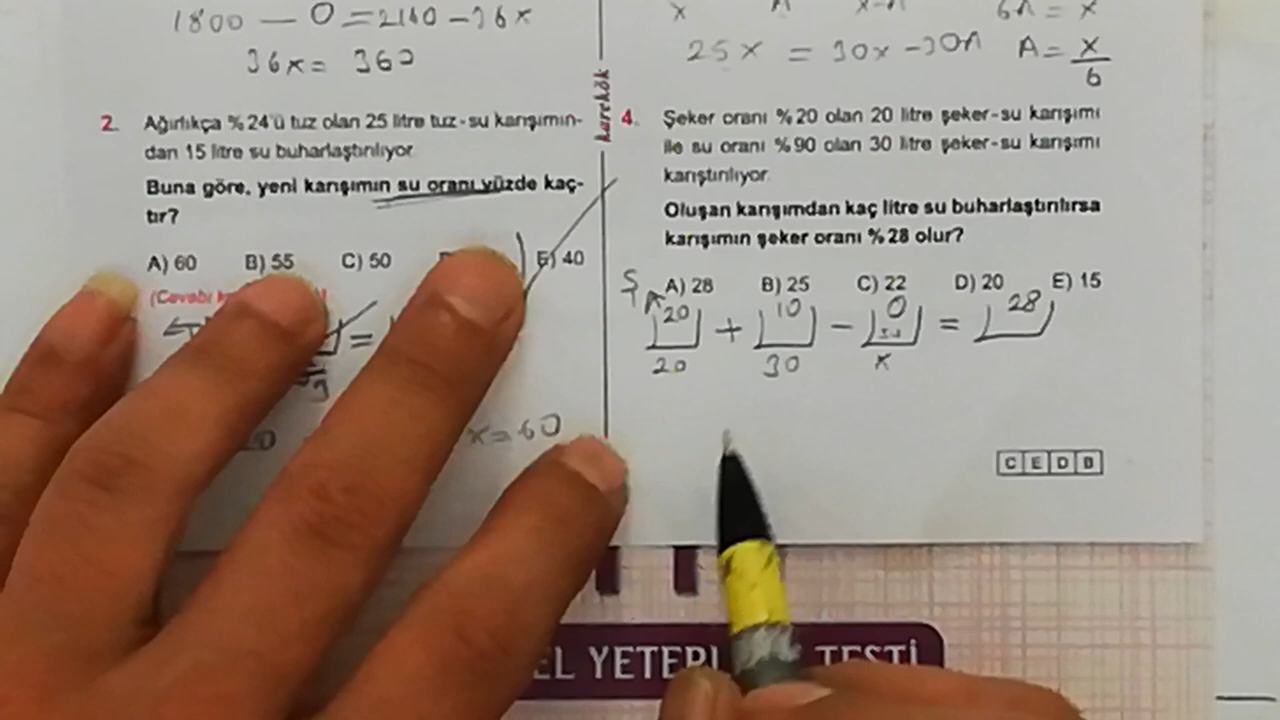 1800 — 0 = 2160 - 36x
36x = 360
2. Ağırlıkça %24'ü tuz olan 25 litre tuz-su karışımın-
dan 15 litre su buharlaştırılıyor.
Buna göre, yeni karışımın su oranı yüzde kaç-
tır?
A) 60 B) 55 C) 50 E) 40
(Cevabı
=
x = 60
karekök
x A
6A = x
25x = 30x - 30A A = x/6
4. Şeker oranı %20 olan 20 litre şeker-su karışımı
ile su oranı %90 olan 30 litre şeker-su karışımı
karıştırılıyor.
Oluşan karışımdan kaç litre su buharlaştırılırsa
karışımın şeker oranı %28 olur?
A) 28 B) 25 C) 22 D) 20 E) 15
20 + 10 - 0 = 28
20 30 x
C E D B
EL YETERL TESTİ